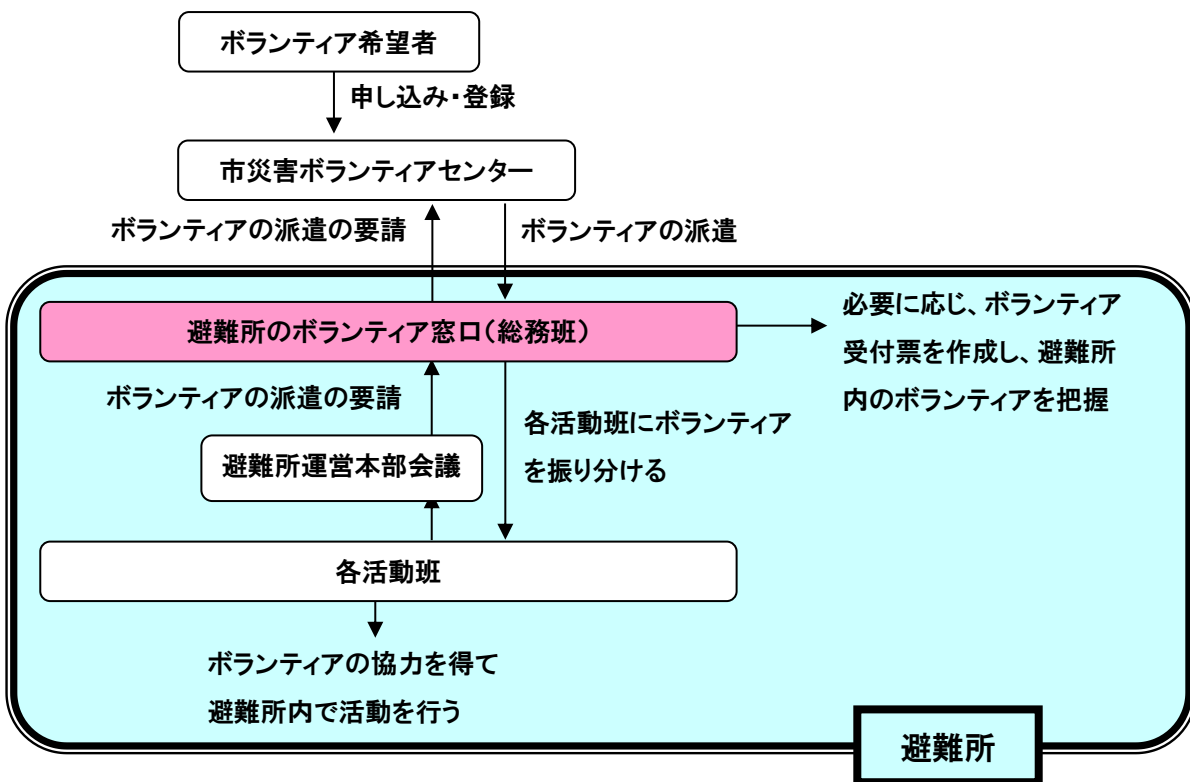 ボランティア希望者
申し込み・登録
市災害ボランティアセンター
ボランティアの派遣の要請
ボランティアの派遣
避難所のボランティア窓口(総務班)
必要に応じ、ボランティア
受付票を作成し、避難所
内のボランティアを把握
ボランティアの派遣の要請
各活動班にボランティア
を振り分ける
避難所運営本部会議
各活動班
ボランティアの協力を得て
避難所内で活動を行う
避難所